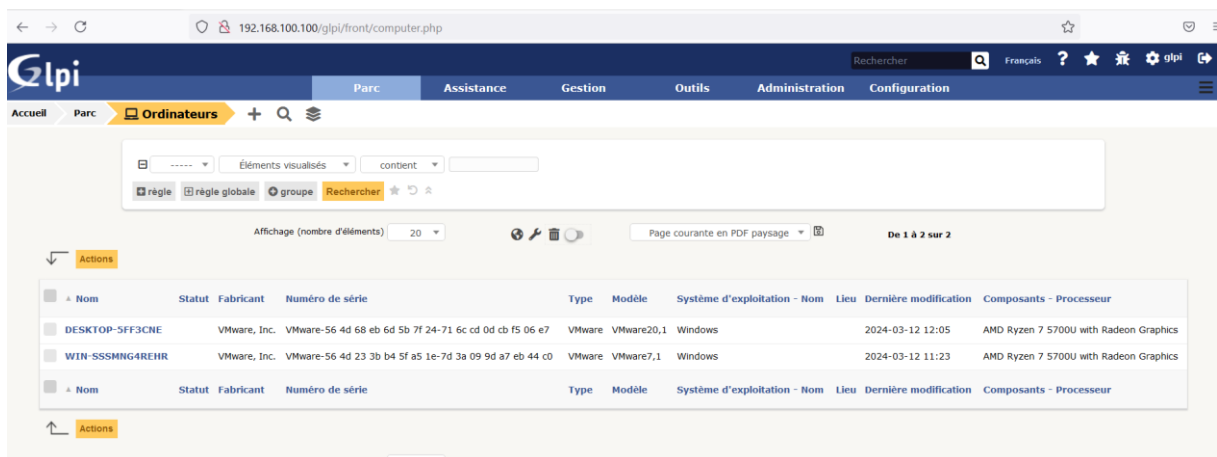 192.168.100.100/glpi/front/computer.php
Glpi
Rechercher Français ? glpi
Parc Assistance Gestion Outils Administration Configuration
Accueil Parc Ordinateurs
----- Éléments visualisés contient
règle règle globale groupe Rechercher
Affichage (nombre d'éléments) 20 Page courante en PDF paysage De 1 à 2 sur 2
Actions
Nom Statut Fabricant Numéro de série Type Modèle Système d'exploitation - Nom Lieu Dernière modification Composants - Processeur
DESKTOP-5FF3CNE VMware, Inc. VMware-56 4d 68 eb 6d 5b 7f 24-71 6c cd 0d cb f5 06 e7 VMware VMware20,1 Windows 2024-03-12 12:05 AMD Ryzen 7 5700U with Radeon Graphics
WIN-SSSMNG4REHR VMware, Inc. VMware-56 4d 23 3b b4 5f a5 1e-7d 3a 09 9d a7 eb 44 c0 VMware VMware7,1 Windows 2024-03-12 11:23 AMD Ryzen 7 5700U with Radeon Graphics
Nom Statut Fabricant Numéro de série Type Modèle Système d'exploitation - Nom Lieu Dernière modification Composants - Processeur
Actions